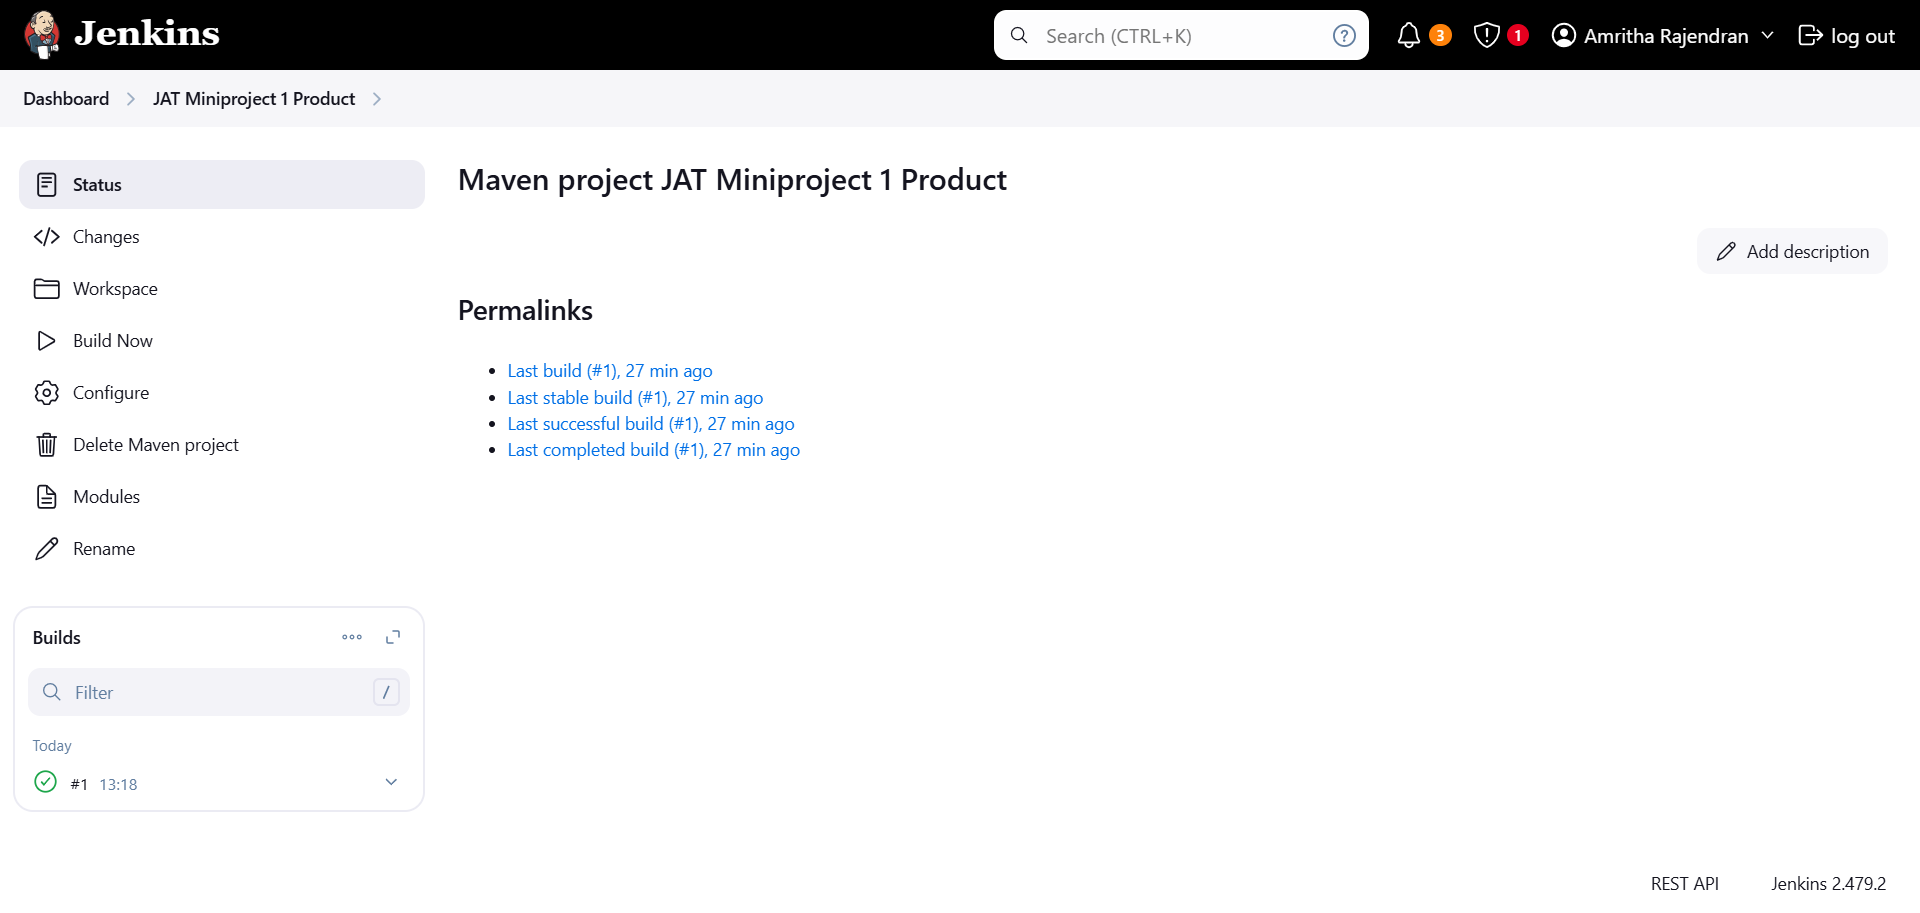 Jenkins
Search (CTRL+K)
?
3
1
Amritha Rajendran
log out
Dashboard
JAT Miniproject 1 Product
Status
Changes
Workspace
Build Now
Configure
Delete Maven project
Modules
Rename
Builds
Filter
/
Today
#1 13:18
Maven project JAT Miniproject 1 Product
Add description
Permalinks
Last build (#1), 27 min ago
Last stable build (#1), 27 min ago
Last successful build (#1), 27 min ago
Last completed build (#1), 27 min ago
REST API
Jenkins 2.479.2